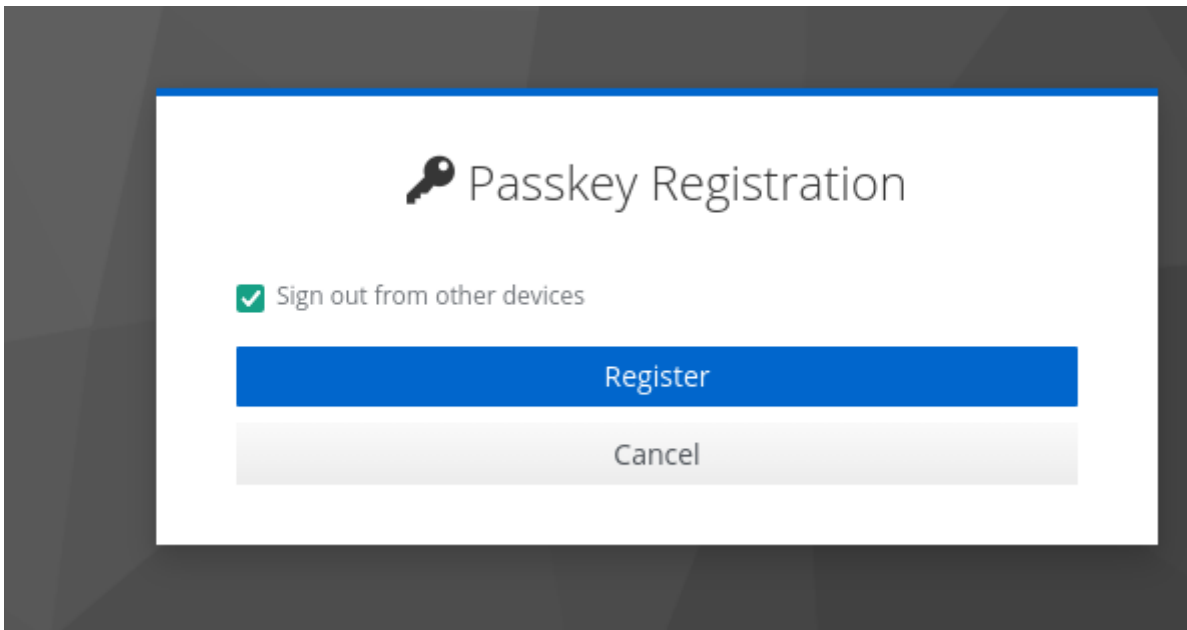 Passkey Registration
Sign out from other devices
Register
Cancel